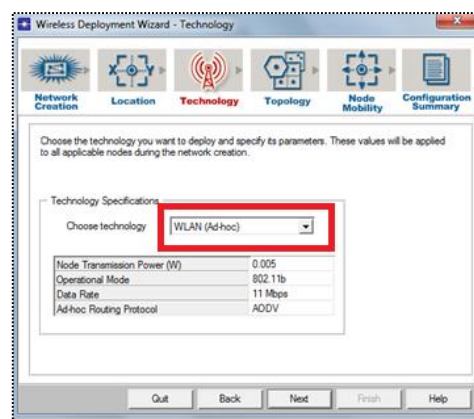 Wireless Deployment Wizard - Technology
Network Creation
Location
Technology
Topology
Node Mobility
Configuration Summary
Choose the technology you want to deploy and specify its parameters. These values will be applied
to all applicable nodes during the network creation.
Technology Specifications
Choose technology WLAN (Ad-hoc)
Node Transmission Power (W) 0.005
Operational Mode 802.11b
Data Rate 11 Mbps
Ad-hoc Routing Protocol AODV
Quit Back Next Finish Help